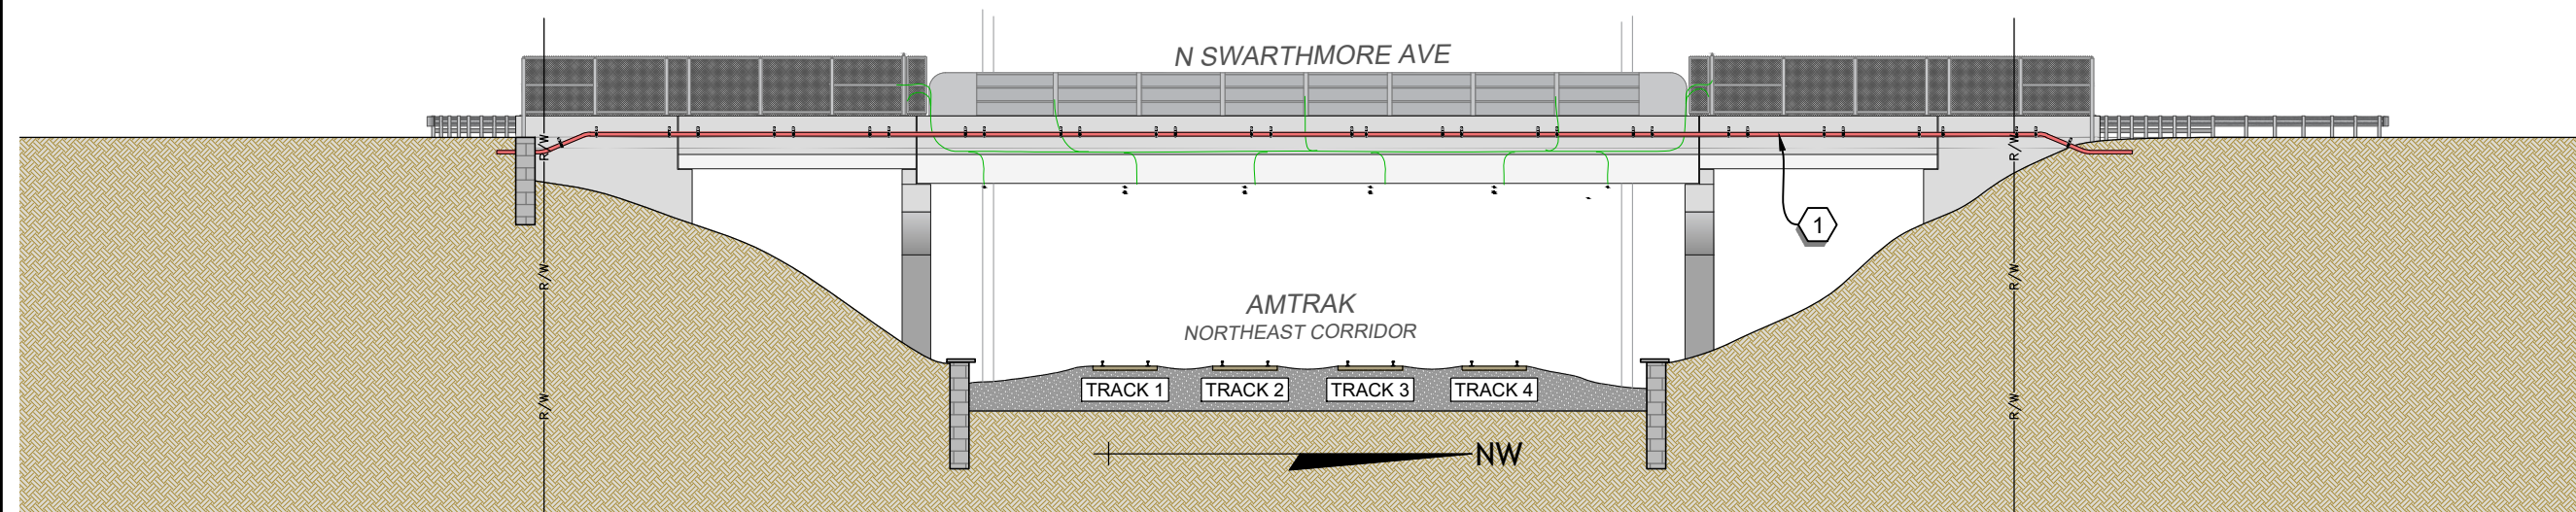 N SWARTHMORE AVE
R/W
R/W
1
R/W
R/W
AMTRAK
NORTHEAST CORRIDOR
TRACK 1
TRACK 2
TRACK 3
TRACK 4
R/W
R/W
NW